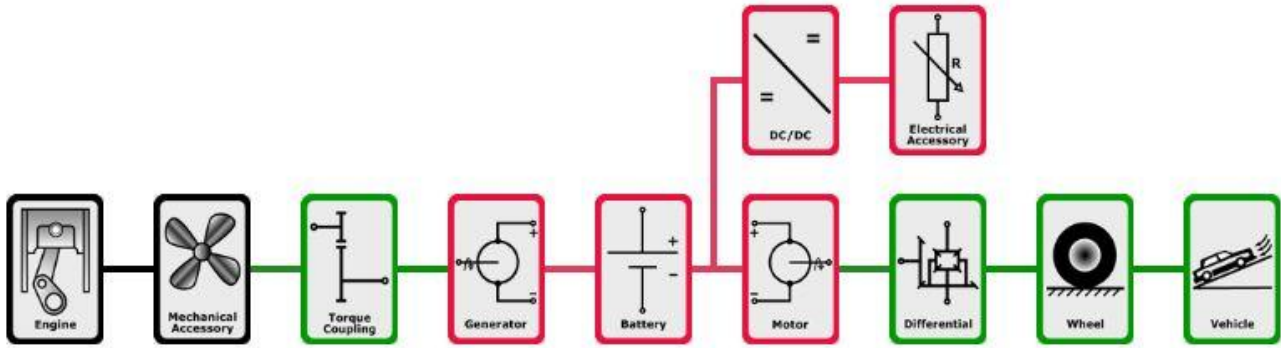 =
=
DC/DC
R
Electrical
Accessory
Engine
Mechanical
Accessory
Torque
Coupling
+
−
Generator
+
−
Battery
+
−
Motor
Differential
Wheel
Vehicle